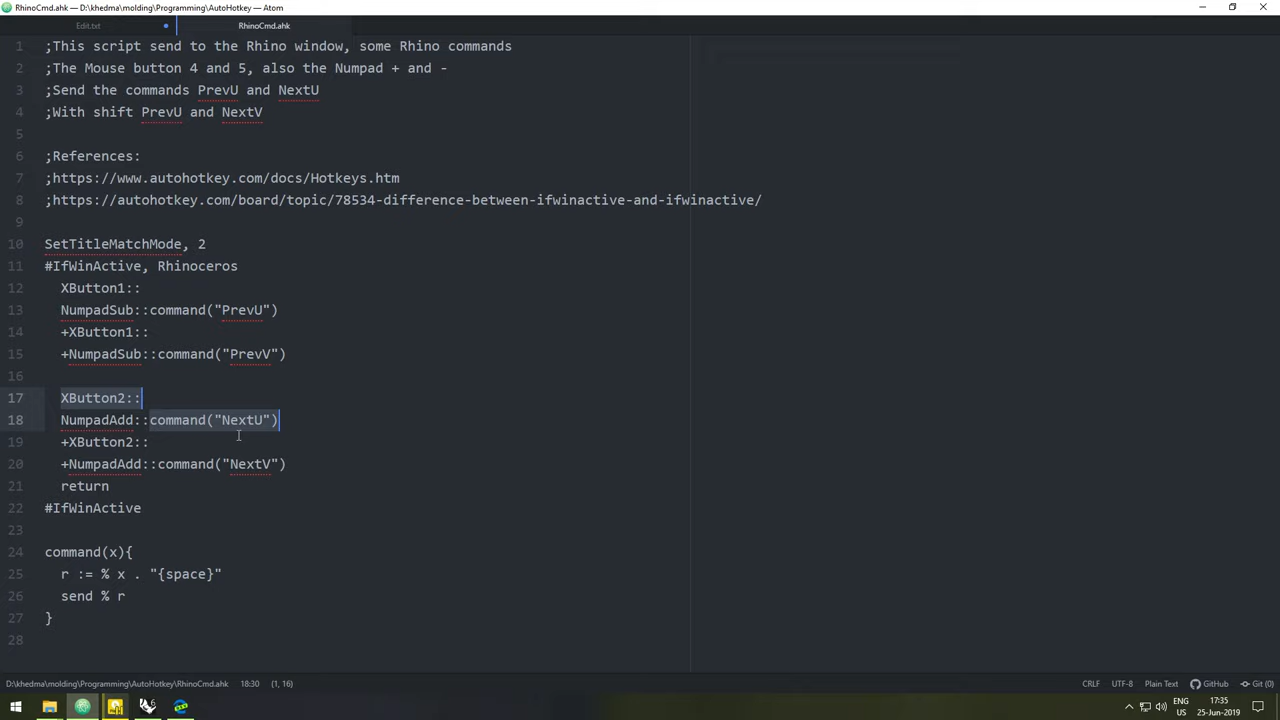 RhinoCmd.ahk — D:\khedma\molding\Programming\AutoHotkey — Atom
Edit.txt
RhinoCmd.ahk
1 ;This script send to the Rhino window, some Rhino commands
2 ;The Mouse button 4 and 5, also the Numpad + and -
3 ;Send the commands PrevU and NextU
4 ;With shift PrevU and NextV
5
6 ;References:
7 ;https://www.autohotkey.com/docs/Hotkeys.htm
8 ;https://autohotkey.com/board/topic/78534-difference-between-ifwinactive-and-ifwinactive/
9
10 SetTitleMatchMode, 2
11 #IfWinActive, Rhinoceros
12 XButton1::
13 NumpadSub::command("PrevU")
14 +XButton1::
15 +NumpadSub::command("PrevV")
16
17 XButton2::
18 NumpadAdd::command("NextU")
19 +XButton2::
20 +NumpadAdd::command("NextV")
21 return
22 #IfWinActive
23
24 command(x){
25 r := % x . "{space}"
26 send % r
27 }
28
D:\khedma\molding\Programming\AutoHotkey\RhinoCmd.ahk 18:30 (1, 16) CRLF UTF-8 Plain Text GitHub Git (0)
ENG 17:35
US 25-Jun-2019